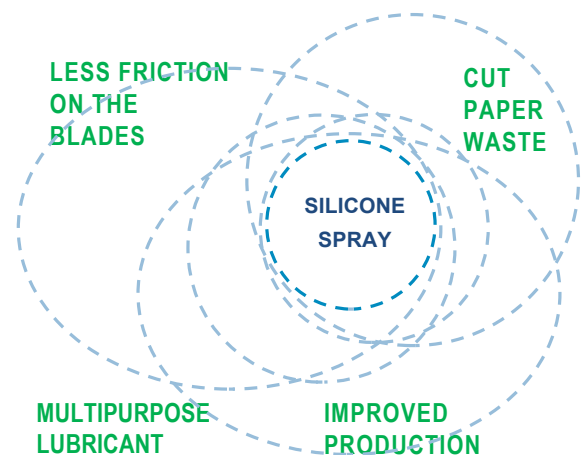 LESS FRICTION
ON THE
BLADES
CUT
PAPER
WASTE
SILICONE
SPRAY
MULTIPURPOSE
LUBRICANT
IMPROVED
PRODUCTION